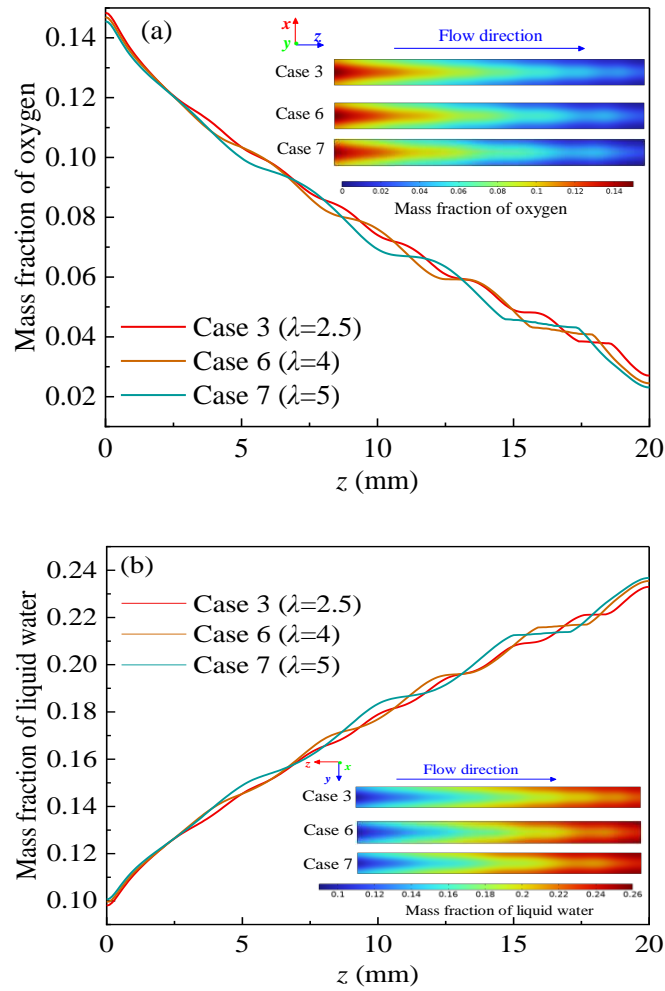 (a)
x
y
z
Flow direction
Case 3
Case 6
Case 7
0 0.02 0.04 0.06 0.08 0.1 0.12 0.14
Mass fraction of oxygen
Mass fraction of oxygen
0.14
0.12
0.10
0.08
0.06
0.04
0.02
Case 3 (λ=2.5)
Case 6 (λ=4)
Case 7 (λ=5)
0 5 10 15 20
z (mm)
(b)
Mass fraction of liquid water
0.24
0.22
0.20
0.18
0.16
0.14
0.12
0.10
Case 3 (λ=2.5)
Case 6 (λ=4)
Case 7 (λ=5)
z
x
y
Flow direction
Case 3
Case 6
Case 7
0.1 0.12 0.14 0.16 0.18 0.2 0.22 0.24 0.26
Mass fraction of liquid water
0 5 10 15 20
z (mm)